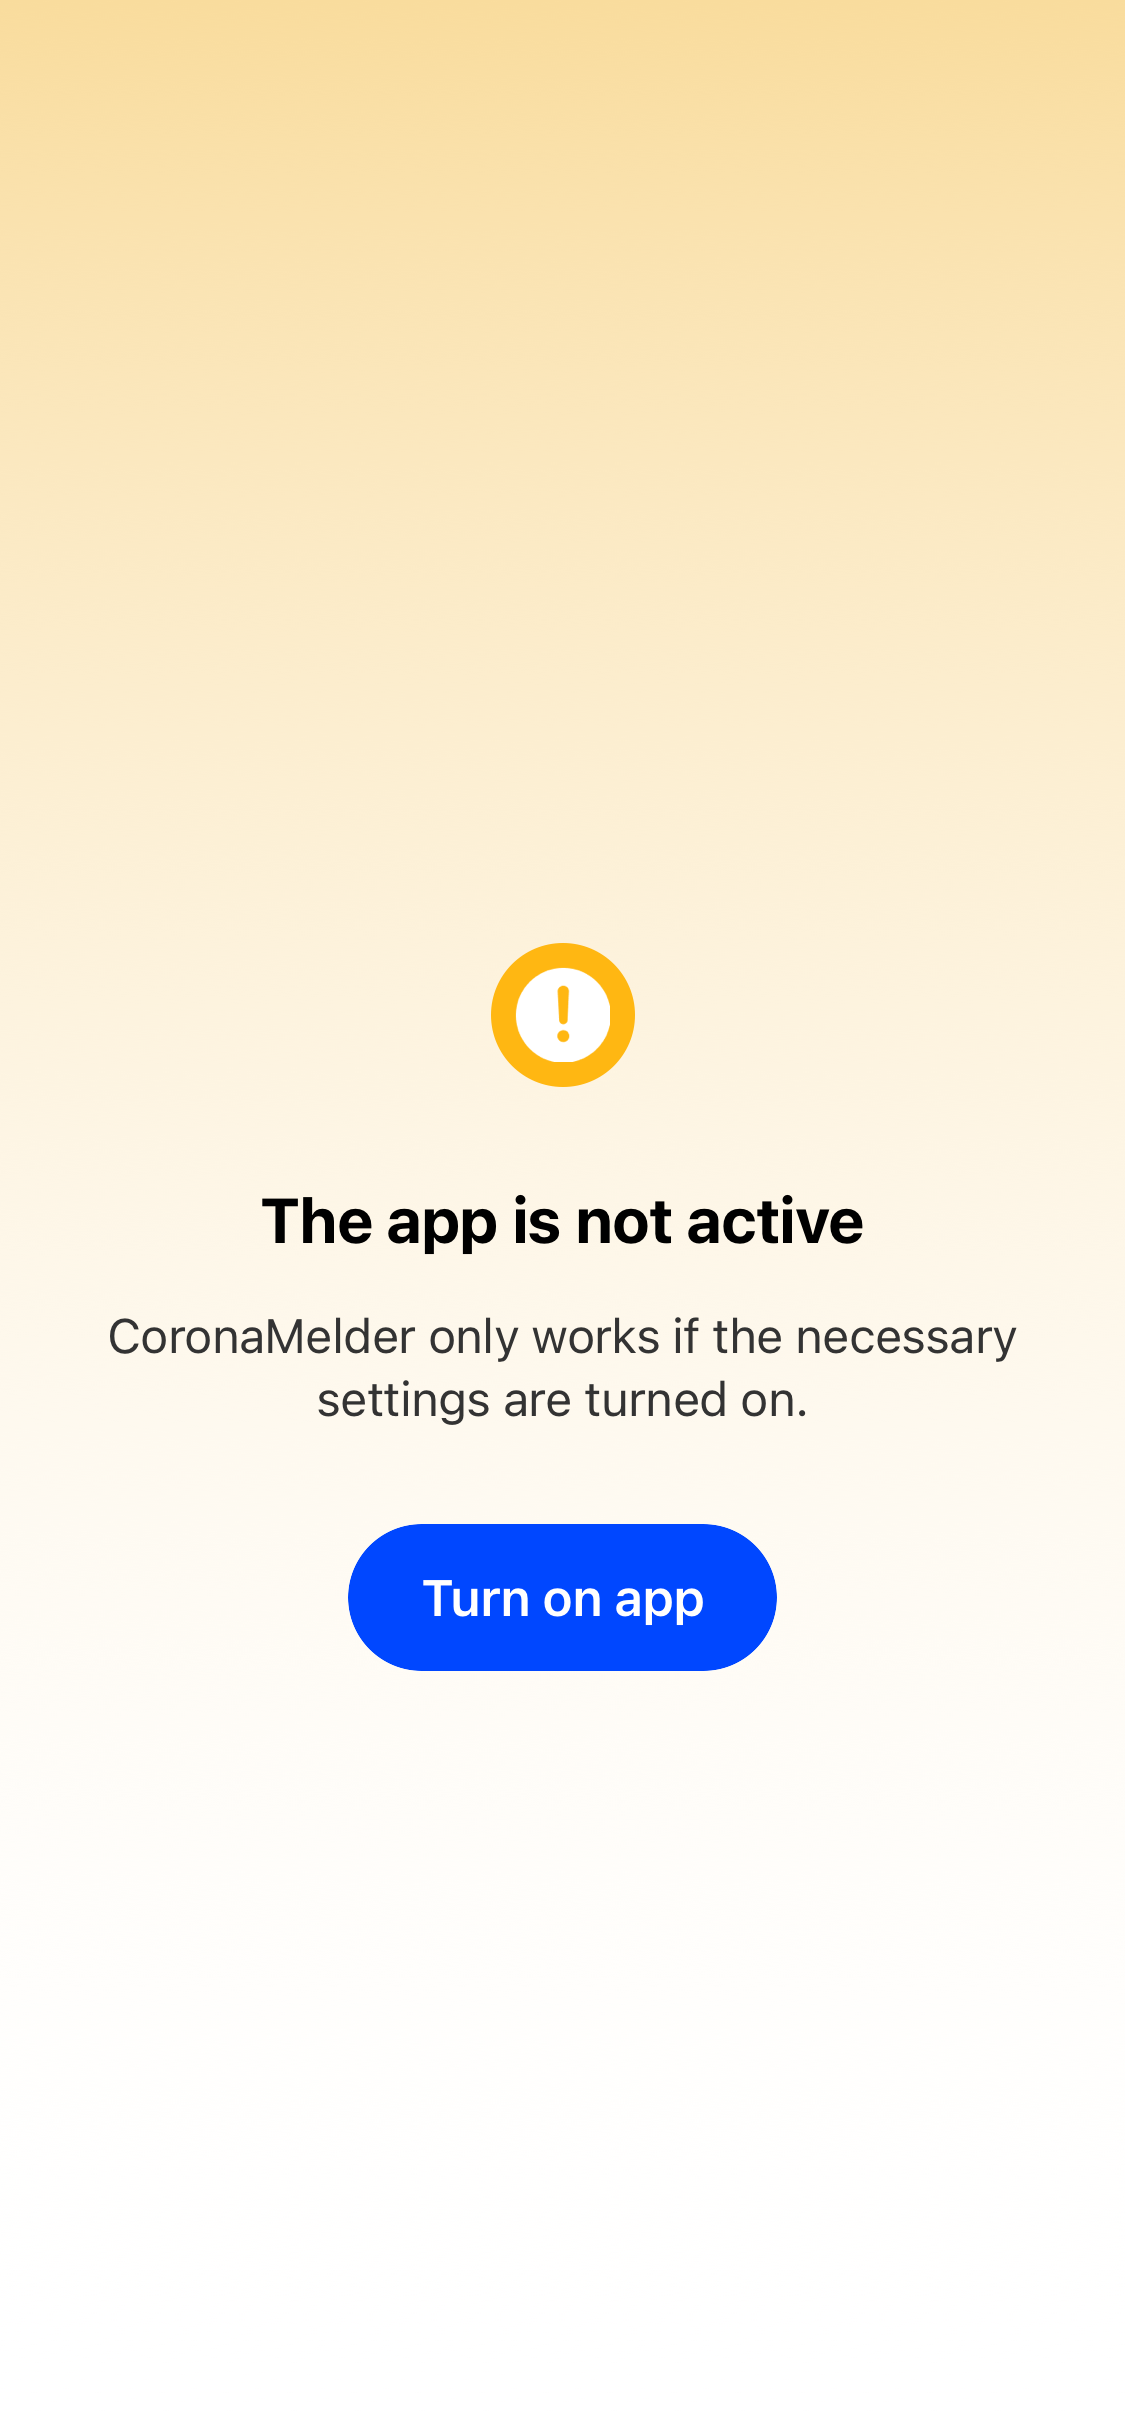 The app is not active
CoronaMelder only works if the necessary
settings are turned on.
Turn on app